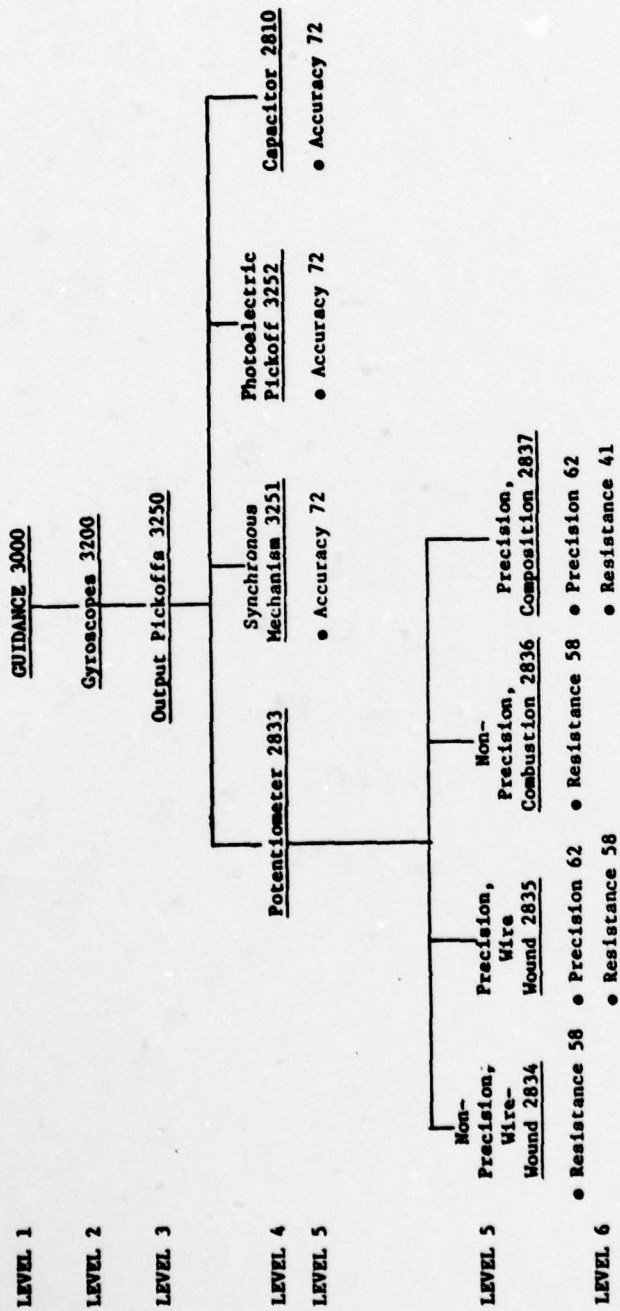 LEVEL 1
GUIDANCE 3000
LEVEL 2
Gyroscopes 3200
LEVEL 3
Output Pickoffs 3250
LEVEL 4
Potentiometer 2833
Synchronous
Mechanism 3251
Photoelectric
Pickoff 3252
Capacitor 2810
LEVEL 5
• Accuracy 72
• Accuracy 72
• Accuracy 72
LEVEL 5
Non-
Precision,
Wire-
Wound 2834
Precision,
Wire
Wound 2835
Non-
Precision,
Combustion 2836
Precision,
Composition 2837
LEVEL 6
• Resistance 58
• Precision 62
• Resistance 58
• Resistance 58
• Precision 62
• Resistance 41